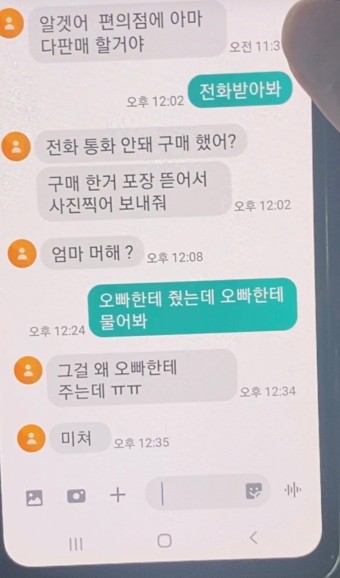 알겟어 편의점에 아마
다판매 할거야
오전 11:3
전화받아봐
오후 12:02
전화 통화 안돼 구매 했어?
구매 한거 포장 뜯어서
사진찍어 보내줘
오후 12:02
엄마 머해 ?
오후 12:08
오빠한테 줬는데 오빠한테
물어봐
오후 12:24
그걸 왜 오빠한테
주는데 ㅠㅠ
오후 12:34
미쳐
오후 12:35